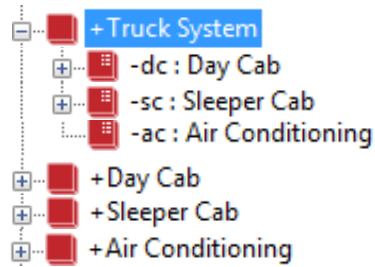 +Truck System
-dc : Day Cab
-sc : Sleeper Cab
-ac : Air Conditioning
+Day Cab
+Sleeper Cab
+Air Conditioning